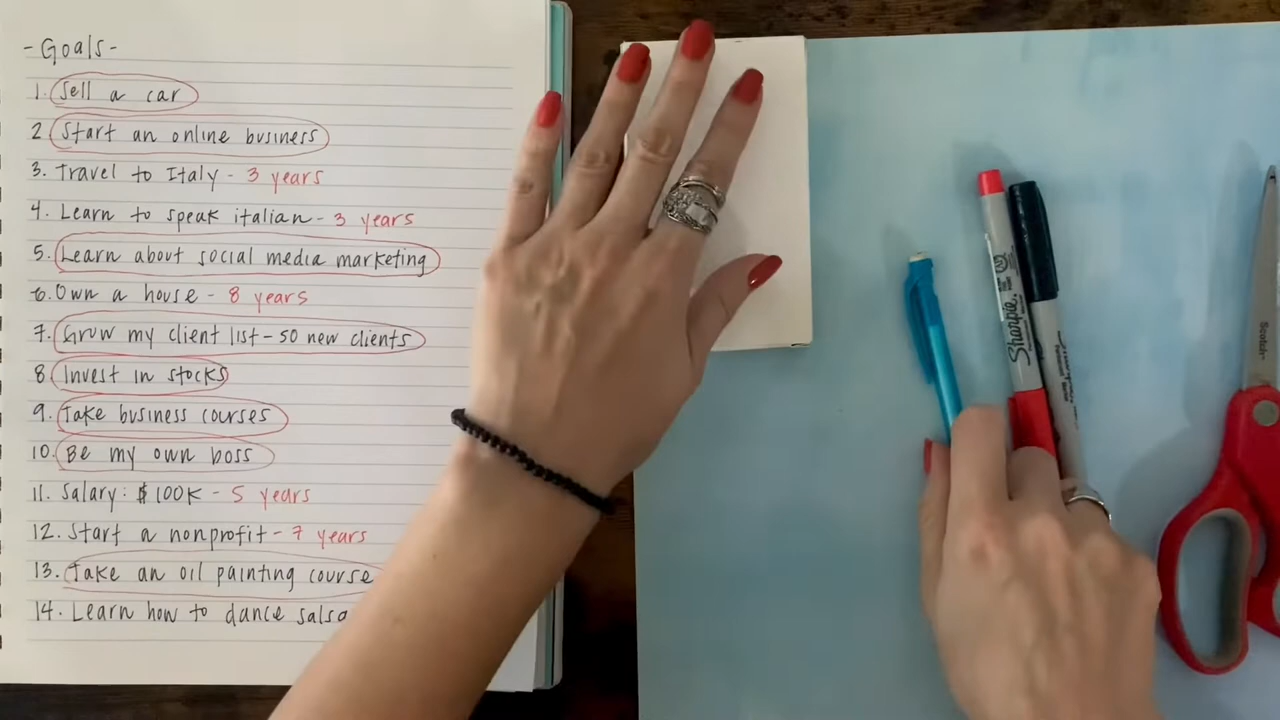 - Goals -
1. Sell a car
2 Start an online business
3. Travel to Italy - 3 years
4. Learn to speak italian - 3 years
5. Learn about social media marketing
6. Own a house - 8 years
7. Grow my client list - 50 new clients
8 Invest in stocks
9. Take business courses
10. Be my own boss
11. Salary: $100K - 5 years
12. Start a nonprofit - 7 years
13. Take an oil painting course
14. Learn how to dance salsa
Sharpie
Scotch